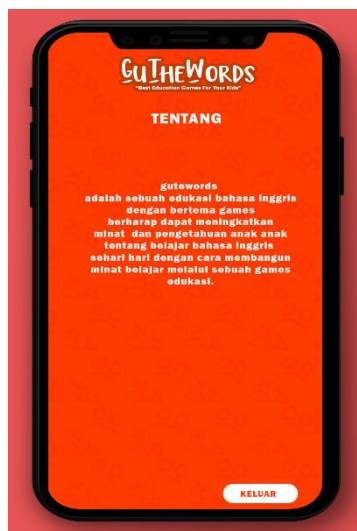 GUTHEWORDS
"Best Education Games For Your Kids"
TENTANG
gutewords
adalah sebuah edukasi bahasa inggris
dengan bertema games
berharap dapat meningkatkan
minat dan pengetahuan anak anak
tentang belajar bahasa inggris
sehari hari dengan cara membangun
minat belajar melalui sebuah games
edukasi.
KELUAR